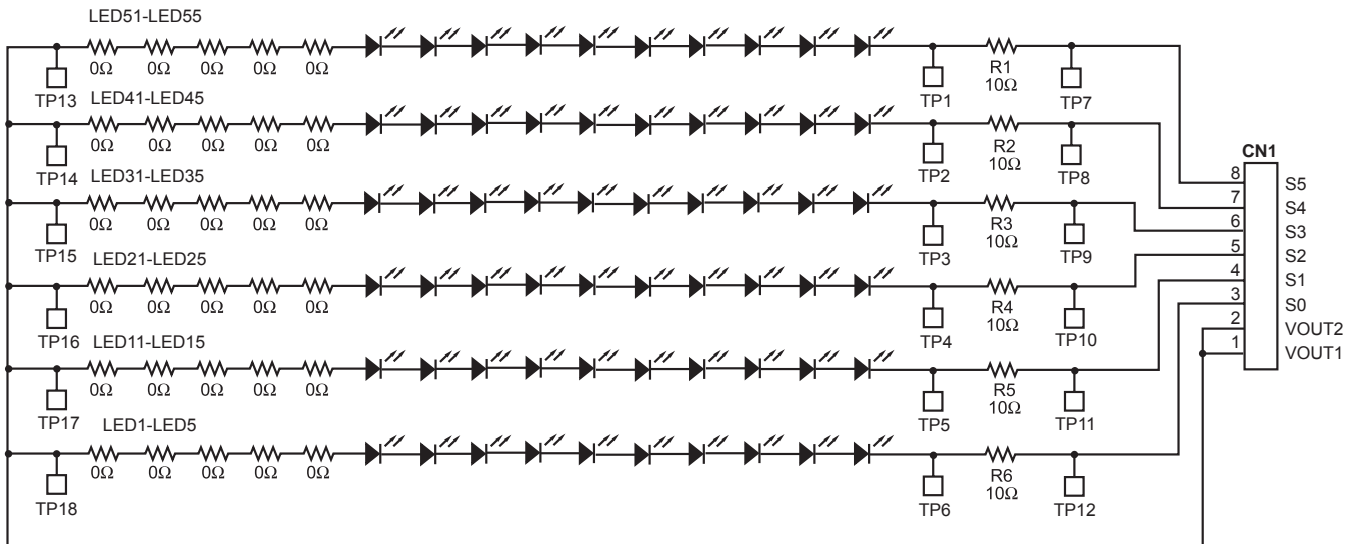 LED51-LED55
0Ω 0Ω 0Ω 0Ω 0Ω
TP13
TP1
R1
10Ω
TP7
LED41-LED45
0Ω 0Ω 0Ω 0Ω 0Ω
TP14
TP2
R2
10Ω
TP8
LED31-LED35
0Ω 0Ω 0Ω 0Ω 0Ω
TP15
TP3
R3
10Ω
TP9
LED21-LED25
0Ω 0Ω 0Ω 0Ω 0Ω
TP16
TP4
R4
10Ω
TP10
LED11-LED15
0Ω 0Ω 0Ω 0Ω 0Ω
TP17
TP5
R5
10Ω
TP11
LED1-LED5
0Ω 0Ω 0Ω 0Ω 0Ω
TP18
TP6
R6
10Ω
TP12
CN1
8 S5
7 S4
6 S3
5 S2
4 S1
3 S0
2 VOUT2
1 VOUT1